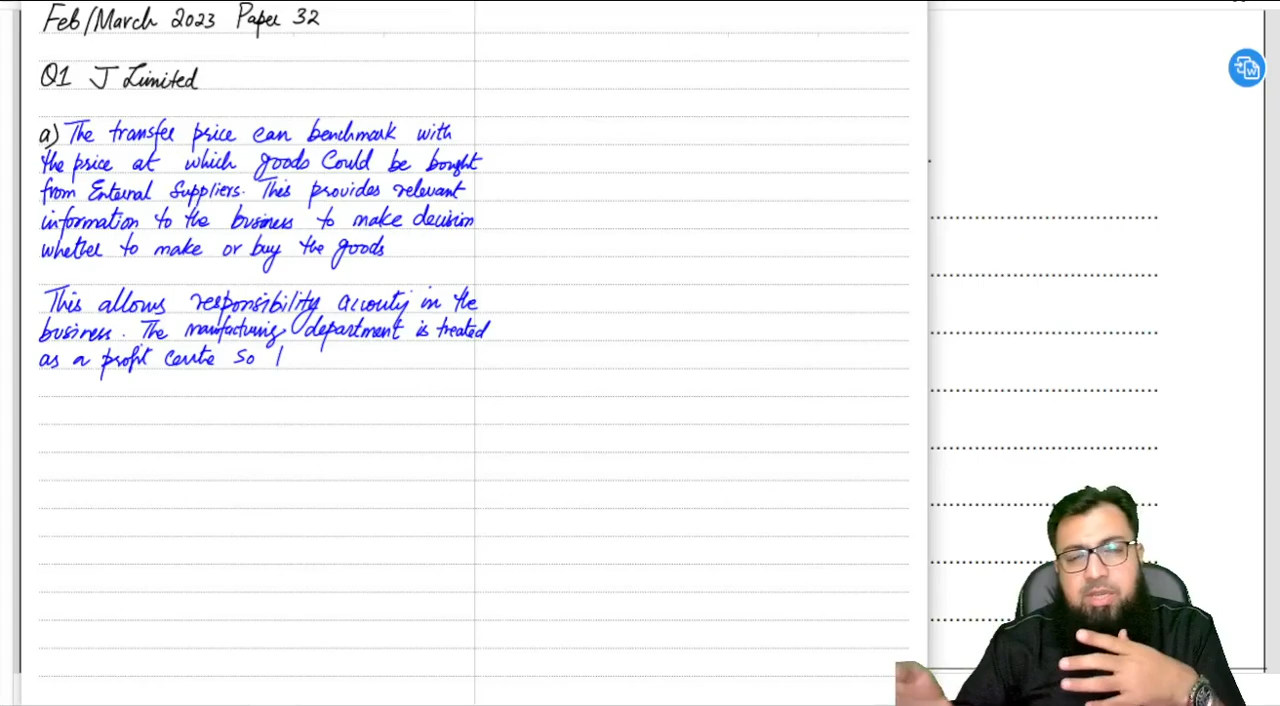 Feb/March 2023 Paper 32
Q1 J Limited
a) The transfer price can benchmark with
the price at which goods could be bought
from External Suppliers. This provides relevant
information to the business to make decision
whether to make or buy the goods
This allows responsibility in the
business. The manufacturing department is treated
as a profit centre so